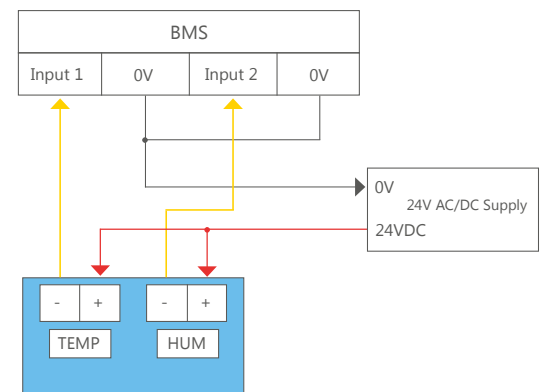 BMS
Input 1 0V Input 2 0V
0V
24V AC/DC Supply
24VDC
- + - +
TEMP HUM